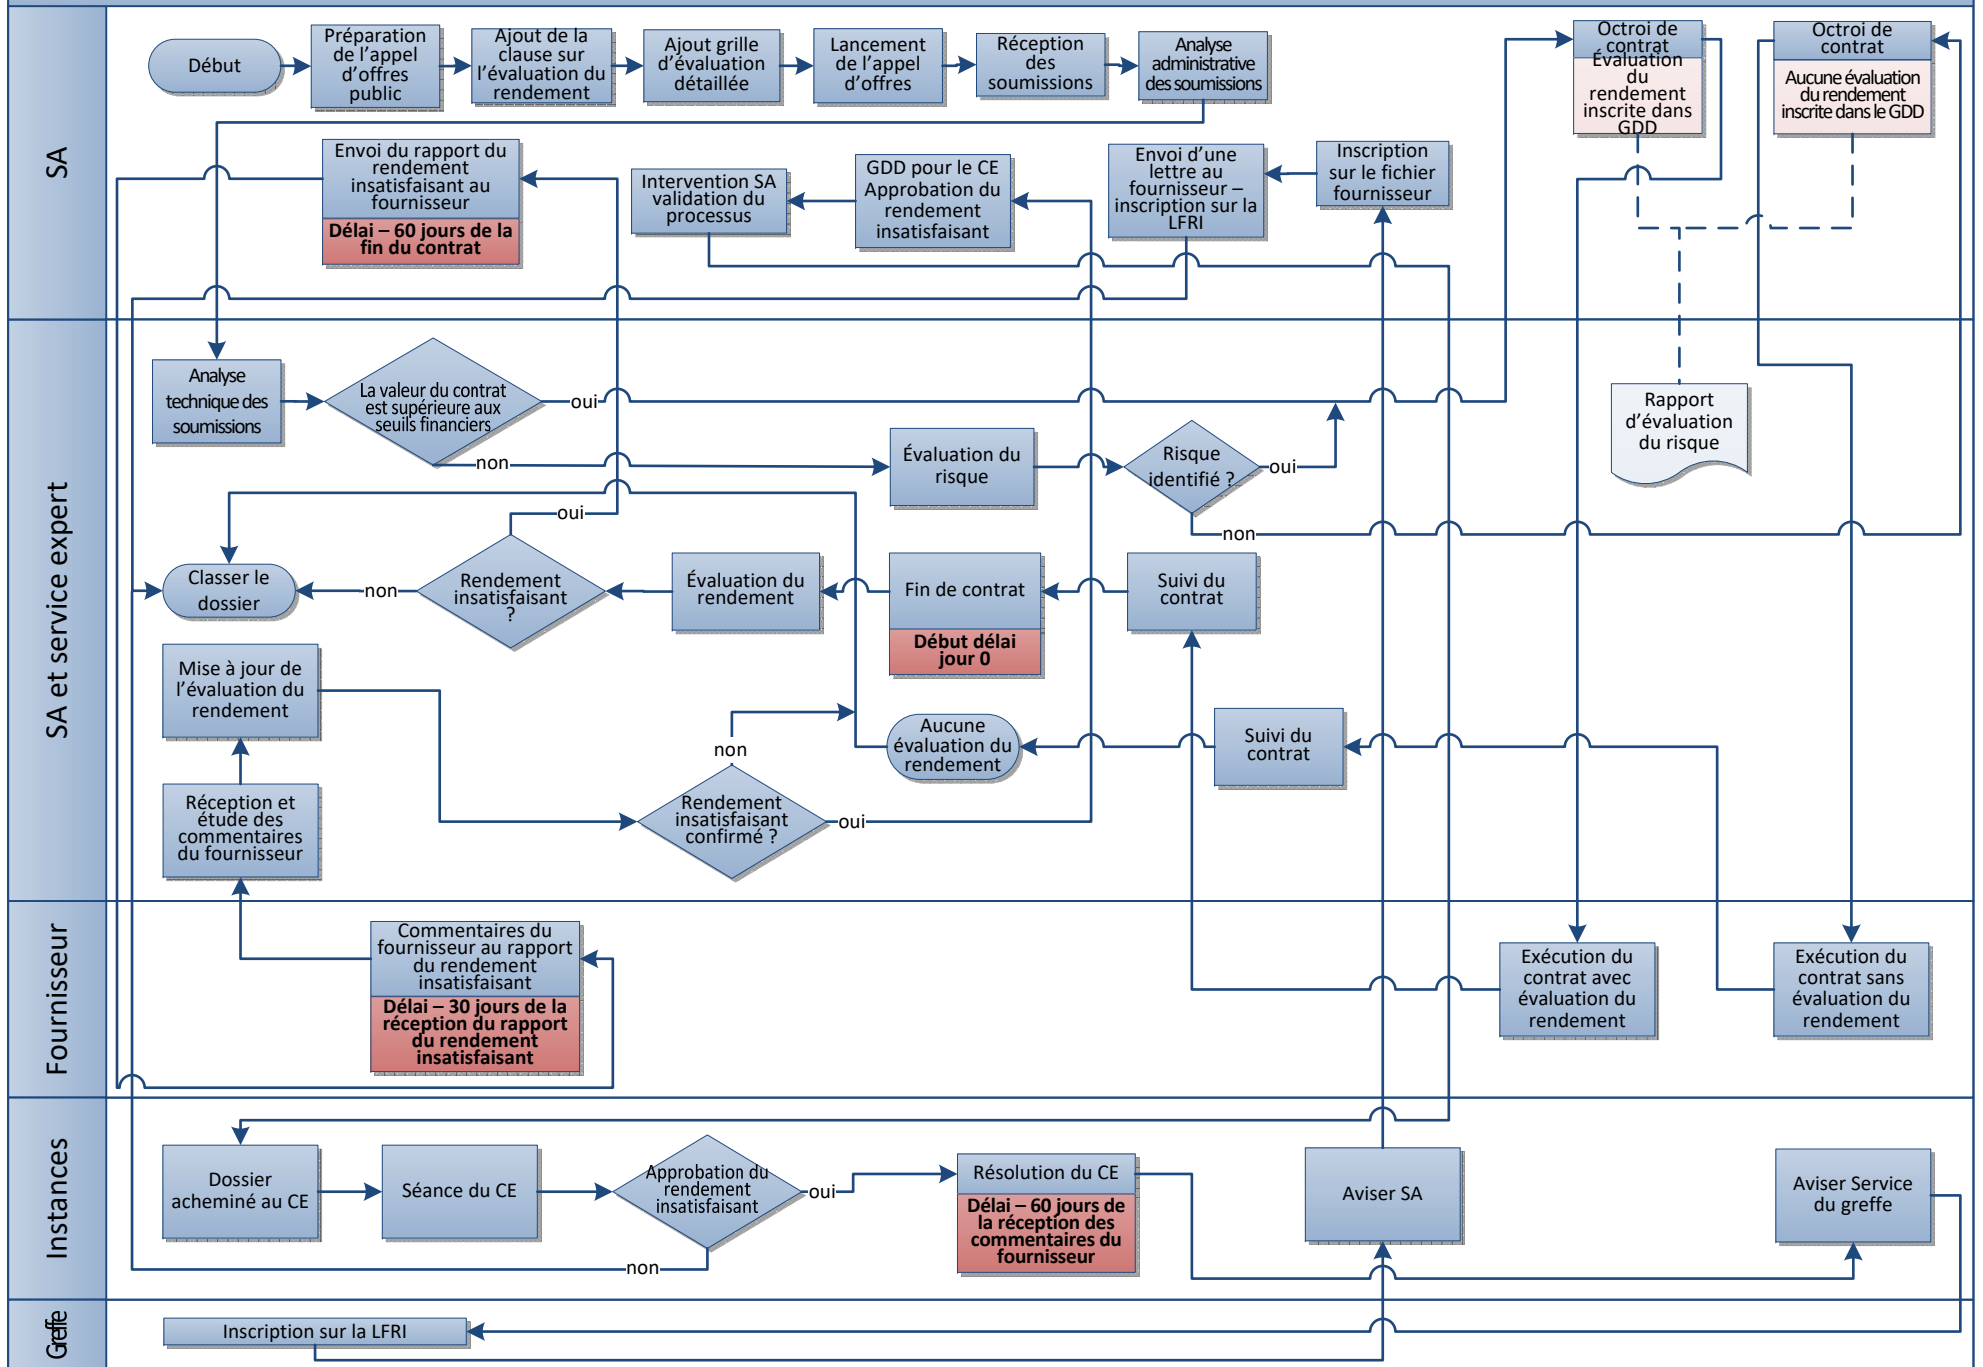 SA
Début
Préparation
de l'appel
d'offres
public
Ajout de la
clause sur
l'évaluation du
rendement
Ajout grille
d'évaluation
détaillée
Lancement
de l'appel
d'offres
Réception
des
soumissions
Analyse
administrative
des soumissions
Octroi de
contrat
Évaluation
du
rendement
inscrite dans
GDD
Octroi de
contrat
Aucune évaluation
du rendement
inscrite dans le GDD
Envoi du rapport du
rendement
insatisfaisant au
fournisseur
Délai – 60 jours de la
fin du contrat
Intervention SA
validation du
processus
GDD pour le CE
Approbation du
rendement
insatisfaisant
Envoi d'une
lettre au
fournisseur –
inscription sur la
LFRI
Inscription
sur le fichier
fournisseur
SA et service expert
Analyse
technique des
soumissions
La valeur du contrat
est supérieure aux
seuils financiers
oui
non
Évaluation du
risque
Risque
identifié ?
oui
non
Rapport
d'évaluation
du risque
Classer le
dossier
non
oui
Rendement
insatisfaisant
?
Évaluation du
rendement
Fin de contrat
Début délai
jour 0
Suivi du
contrat
Mise à jour de
l'évaluation du
rendement
Réception et
étude des
commentaires
du fournisseur
non
Rendement
insatisfaisant
confirmé ?
oui
Aucune
évaluation du
rendement
Suivi du
contrat
Fournisseur
Commentaires du
fournisseur au rapport
du rendement
insatisfaisant
Délai – 30 jours de la
réception du rapport
du rendement
insatisfaisant
Exécution du
contrat avec
évaluation du
rendement
Exécution du
contrat sans
évaluation du
rendement
Instances
Dossier
acheminé au CE
Séance du CE
Approbation du
rendement
insatisfaisant
oui
non
Résolution du CE
Délai – 60 jours de
la réception des
commentaires du
fournisseur
Aviser SA
Aviser Service
du greffe
Greffe
Inscription sur la LFRI